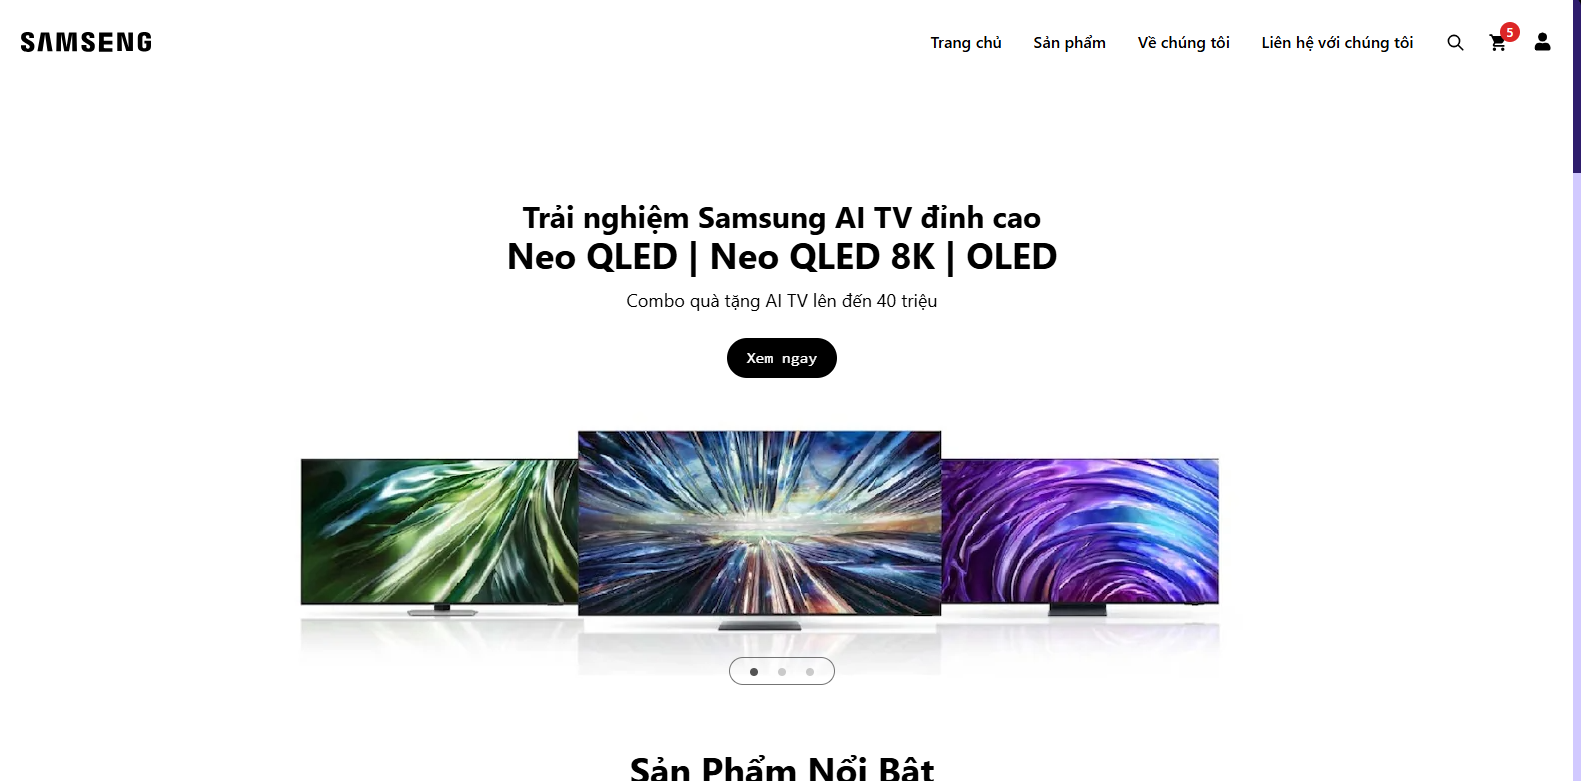 SAMSENG
Trang chủ
Sản phẩm
Về chúng tôi
Liên hệ với chúng tôi
5
Trải nghiệm Samsung AI TV đỉnh cao
Neo QLED | Neo QLED 8K | OLED
Combo quà tặng AI TV lên đến 40 triệu
Xem ngay
Sản Phẩm Nổi Bật